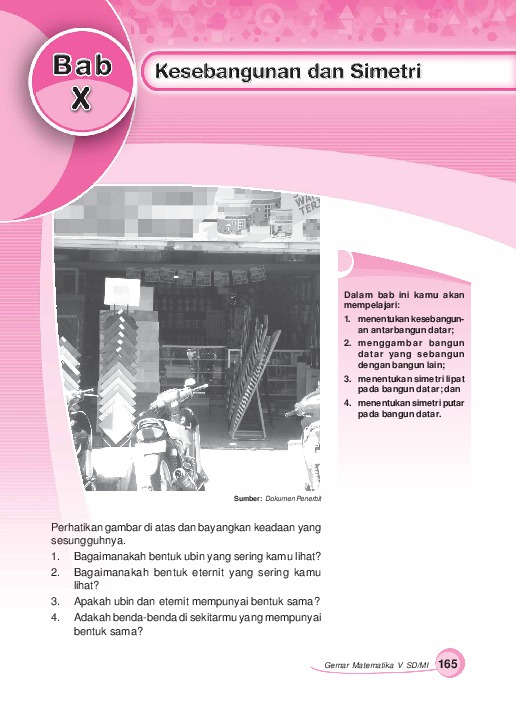 Bab
X
Kesebangunan dan Simetri
Dalam bab ini kamu akan
mempelajari:
1. menentukan kesebangun-
an antarbangun datar;
2. menggambar bangun
datar yang sebangun
dengan bangun lain;
3. menentukan simetri lipat
pada bangun datar; dan
4. menentukan simetri putar
pada bangun datar.
Sumber: Dokumen Penerbit
Perhatikan gambar di atas dan bayangkan keadaan yang
sesungguhnya.
1. Bagaimanakah bentuk ubin yang sering kamu lihat?
2. Bagaimanakah bentuk eternit yang sering kamu
lihat?
3. Apakah ubin dan eternit mempunyai bentuk sama?
4. Adakah benda-benda di sekitarmu yang mempunyai
bentuk sama?
Gemar Matematika V SD/MI 165